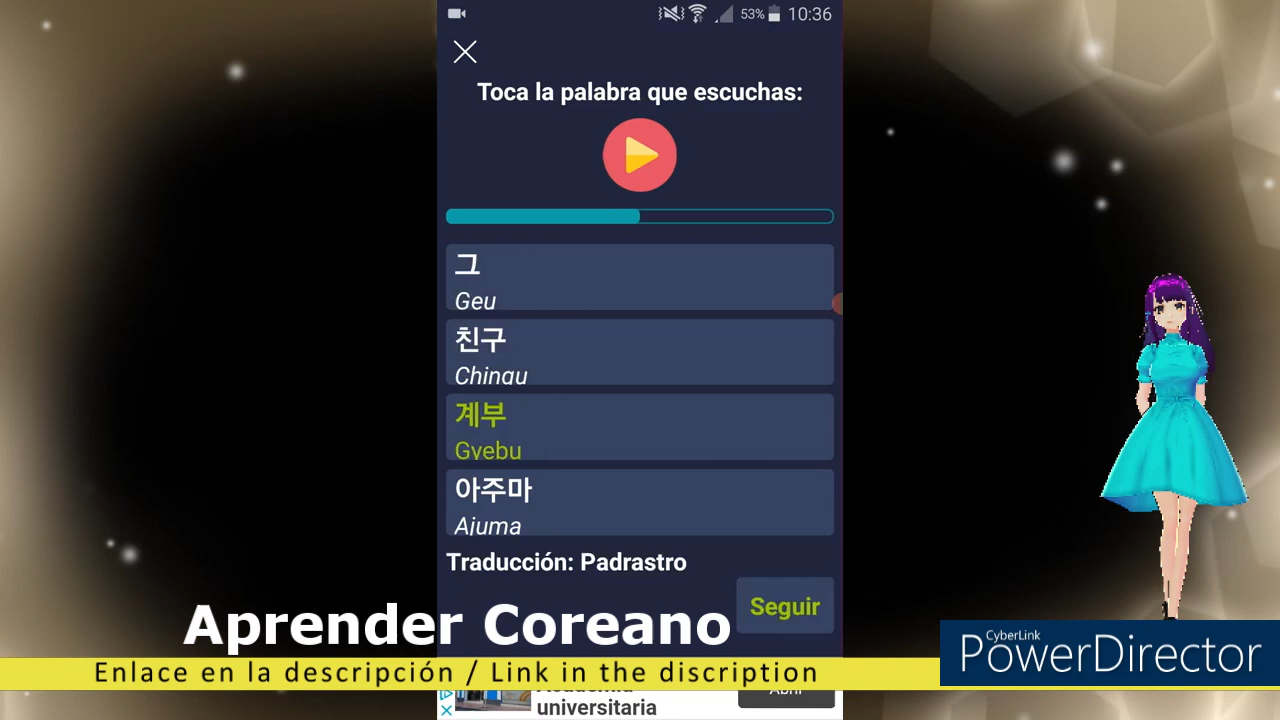 53% 10:36
Toca la palabra que escuchas:
그
Geu
친구
Chingu
계부
Gyebu
아주마
Ajuma
Traducción: Padrastro
Seguir
Aprender Coreano
Enlace en la descripción / Link in the discription
CyberLink
PowerDirector
universitaria